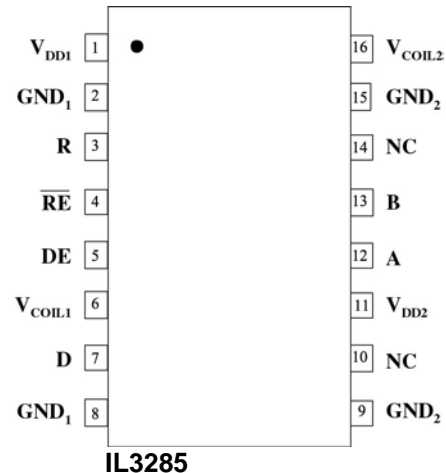 V_DD1 1 16 V_COIL2
GND_1 2 15 GND_2
R 3 14 NC
R̅E̅ 4 13 B
DE 5 12 A
V_COIL1 6 11 V_DD2
D 7 10 NC
GND_1 8 9 GND_2
IL3285